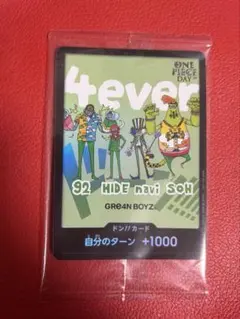 4ever
ONE PIECE DAY
92 HIDE navi SOH
GRe4N BOYZ
ドン!!カード
自分のターン +1000